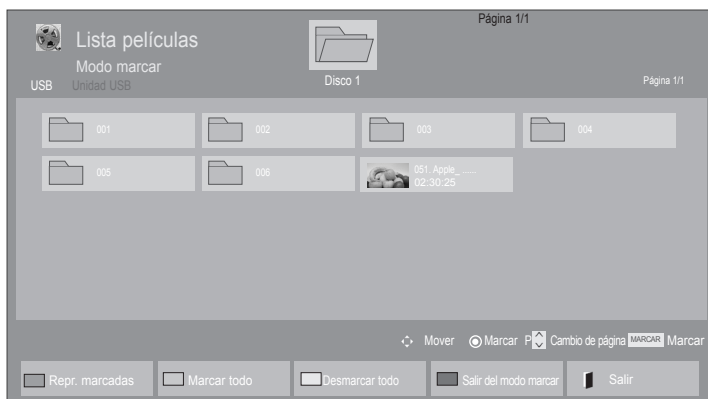 Página 1/1
Lista películas
Modo marcar
USB Unidad USB
Disco 1
Página 1/1
001 002 003 004
005 006 051. Apple_ ......
02:30:25
Mover Marcar P Cambio de página MARCAR Marcar
Repr. marcadas Marcar todo Desmarcar todo Salir del modo marcar Salir